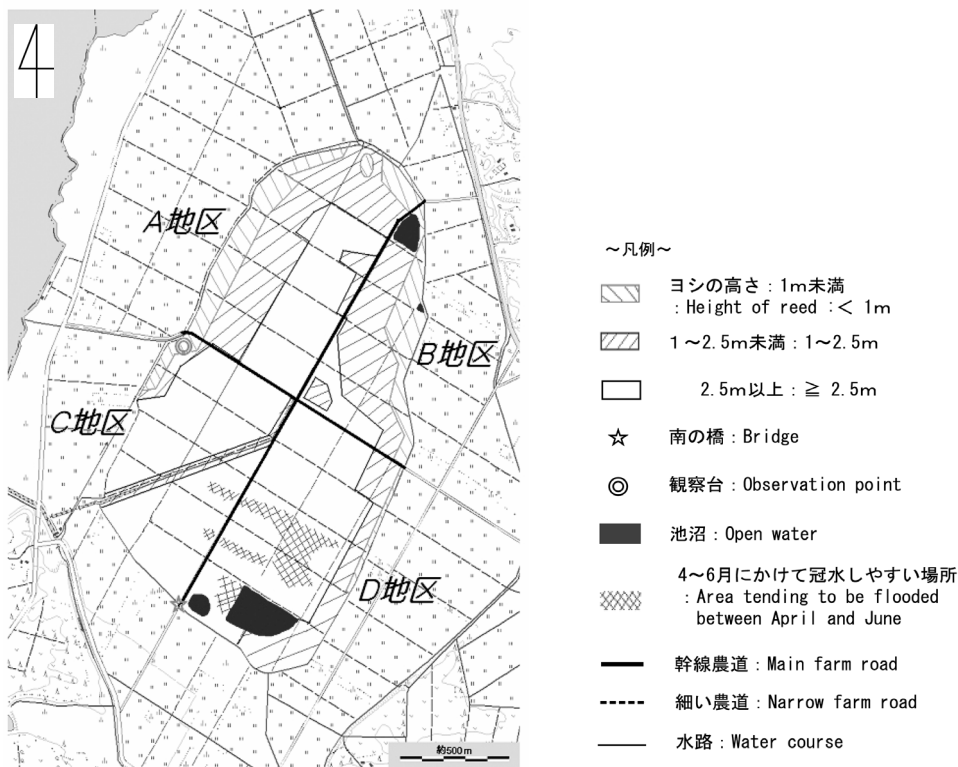 A地区
B地区
C地区
D地区
約500m
～凡例～
ヨシの高さ：1m未満
：Height of reed：＜ 1m
1～2.5m未満：1～2.5m
2.5m以上：≧ 2.5m
南の橋：Bridge
観察台：Observation point
池沼：Open water
4～6月にかけて冠水しやすい場所
：Area tending to be flooded
between April and June
幹線農道：Main farm road
細い農道：Narrow farm road
水路：Water course